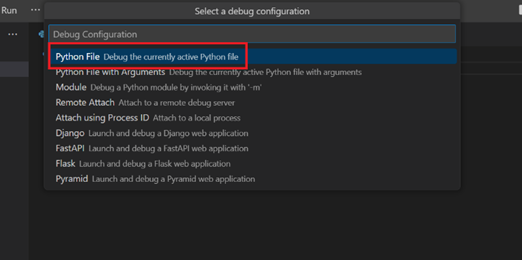 Run ··· Select a debug configuration
··· Debug Configuration
Python File Debug the currently active Python file
Python File with Arguments Debug the currently active Python file with arguments
Module Debug a Python module by invoking it with '-m'
Remote Attach Attach to a remote debug server
Attach using Process ID Attach to a local process
Django Launch and debug a Django web application
FastAPI Launch and debug a FastAPI web application
Flask Launch and debug a Flask web application
Pyramid Launch and debug a Pyramid web application